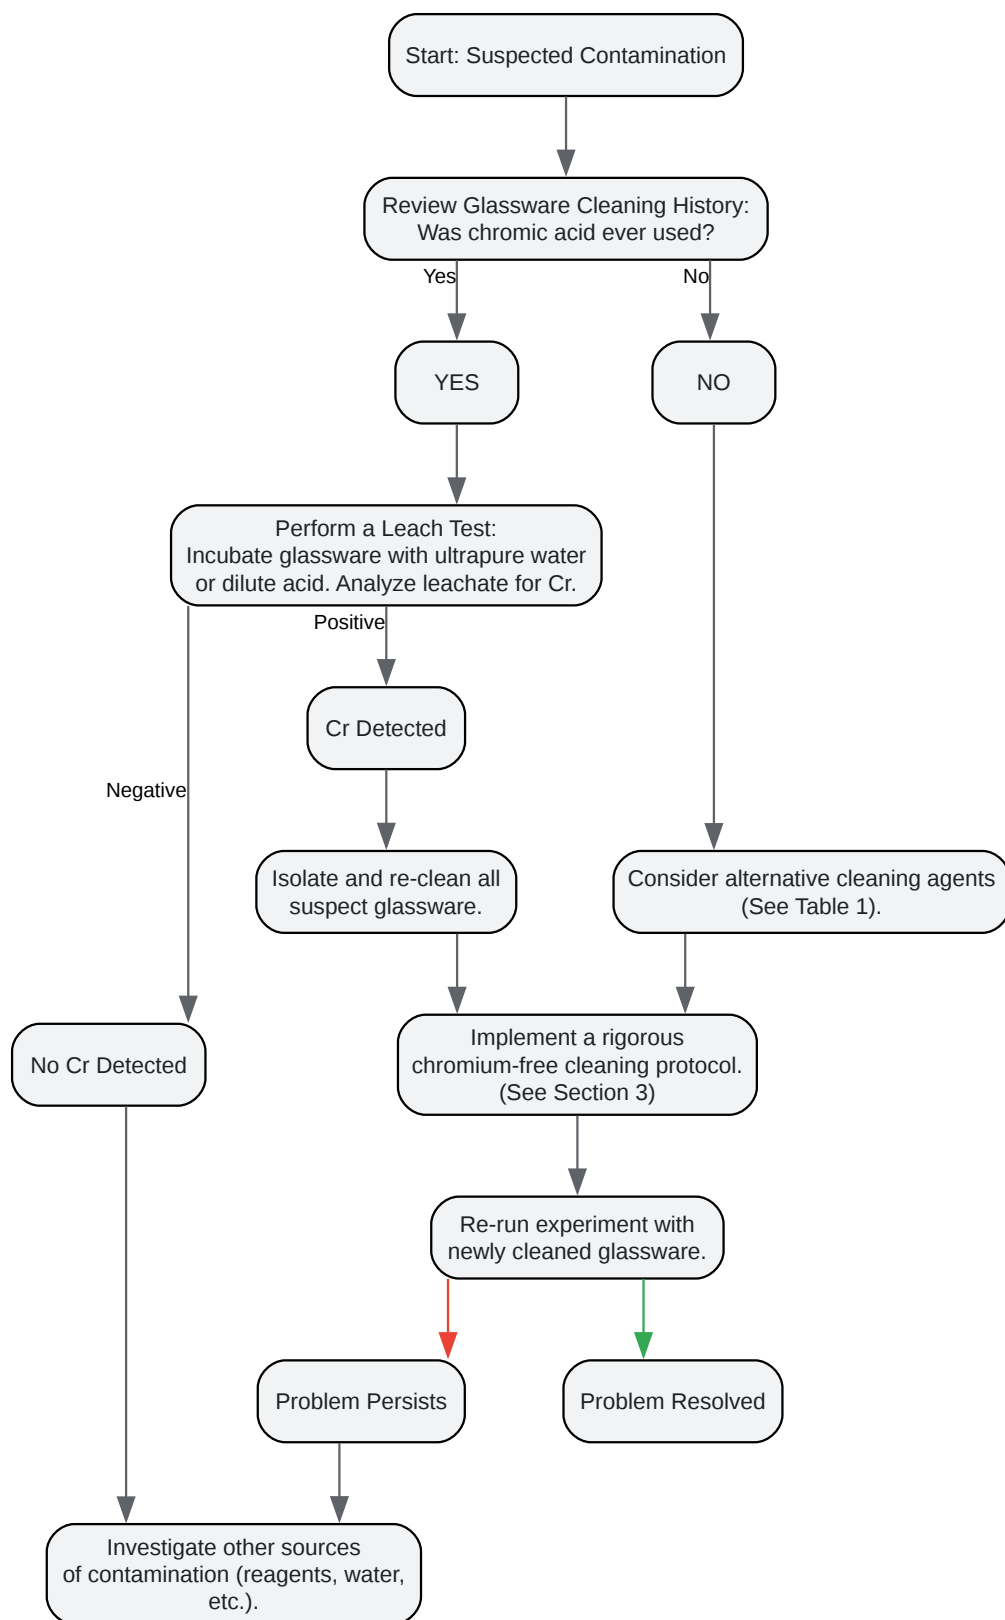 Start: Suspected Contamination
Review Glassware Cleaning History:
Was chromic acid ever used?
Yes
No
YES
NO
Perform a Leach Test:
Incubate glassware with ultrapure water
or dilute acid. Analyze leachate for Cr.
Positive
Cr Detected
Negative
Isolate and re-clean all
suspect glassware.
Consider alternative cleaning agents
(See Table 1).
No Cr Detected
Implement a rigorous
chromium-free cleaning protocol.
(See Section 3)
Re-run experiment with
newly cleaned glassware.
Problem Persists
Problem Resolved
Investigate other sources
of contamination (reagents, water,
etc.).